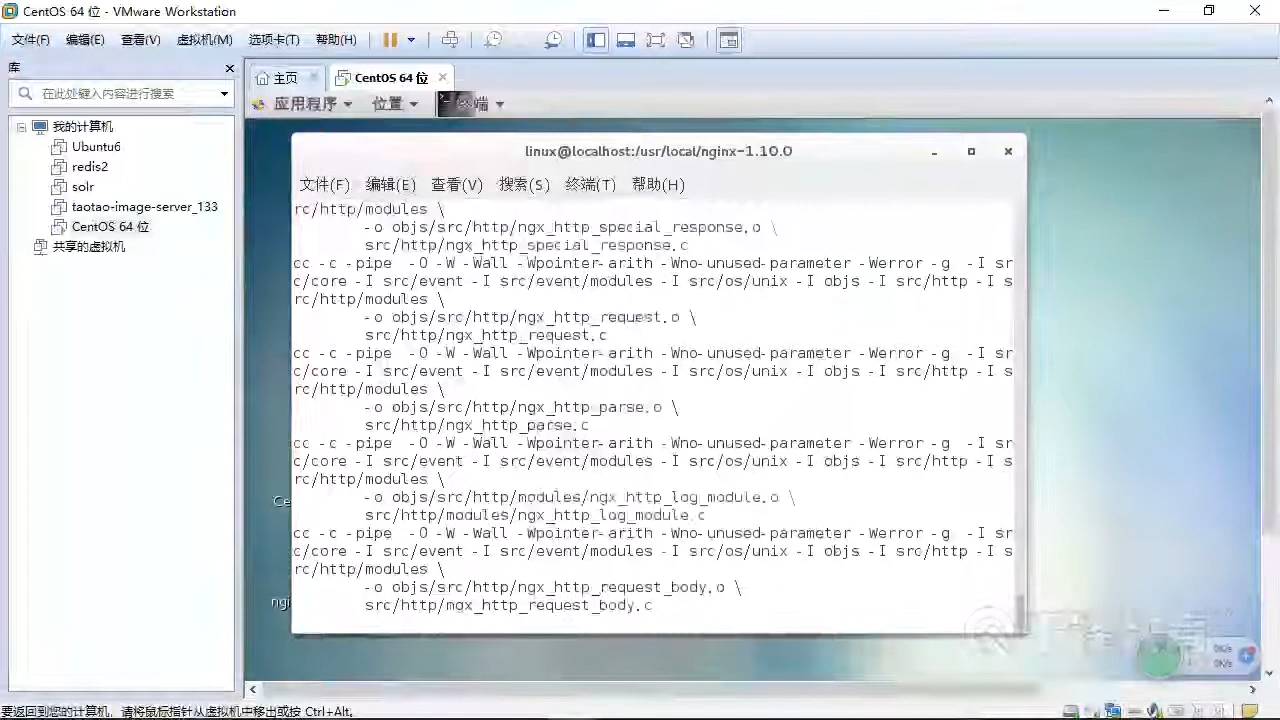 CentOS 64 位 - VMware Workstation
文件(F) 编辑(E) 查看(V) 虚拟机(M) 选项卡(T) 帮助(H)
库
在此处键入内容进行搜索
我的计算机
Ubuntu6
redis2
solr
taotao-image-server_133
CentOS 64 位
共享的虚拟机
主页 CentOS 64 位
应用程序 位置 端
linux@localhost:/usr/local/nginx-1.10.0
文件(F) 编辑(E) 查看(V) 搜索(S) 终端(T) 帮助(H)
rc/http/modules \
-o objs/src/http/ngx_http_special_response.o \
src/http/ngx_http_special_response.c
cc -c -pipe  -O -W -Wall -Wpointer-arith -Wno-unused-parameter -Werror -g  -I sr
c/core -I src/event -I src/event/modules -I src/os/unix -I objs -I src/http -I s
rc/http/modules \
-o objs/src/http/ngx_http_request.o \
src/http/ngx_http_request.c
cc -c -pipe  -O -W -Wall -Wpointer-arith -Wno-unused-parameter -Werror -g  -I sr
c/core -I src/event -I src/event/modules -I src/os/unix -I objs -I src/http -I s
rc/http/modules \
-o objs/src/http/ngx_http_parse.o \
src/http/ngx_http_parse.c
cc -c -pipe  -O -W -Wall -Wpointer-arith -Wno-unused-parameter -Werror -g  -I sr
c/core -I src/event -I src/event/modules -I src/os/unix -I objs -I src/http -I s
rc/http/modules \
-o objs/src/http/modules/ngx_http_log_module.o \
src/http/modules/ngx_http_log_module.c
cc -c -pipe  -O -W -Wall -Wpointer-arith -Wno-unused-parameter -Werror -g  -I sr
c/core -I src/event -I src/event/modules -I src/os/unix -I objs -I src/http -I s
rc/http/modules \
-o objs/src/http/ngx_http_request_body.o \
src/http/ngx_http_request_body.c
Ce
ngi
0K/s
0K/s
要返回到您的计算机，请将鼠标指针从虚拟机中移出或按 Ctrl+Alt。